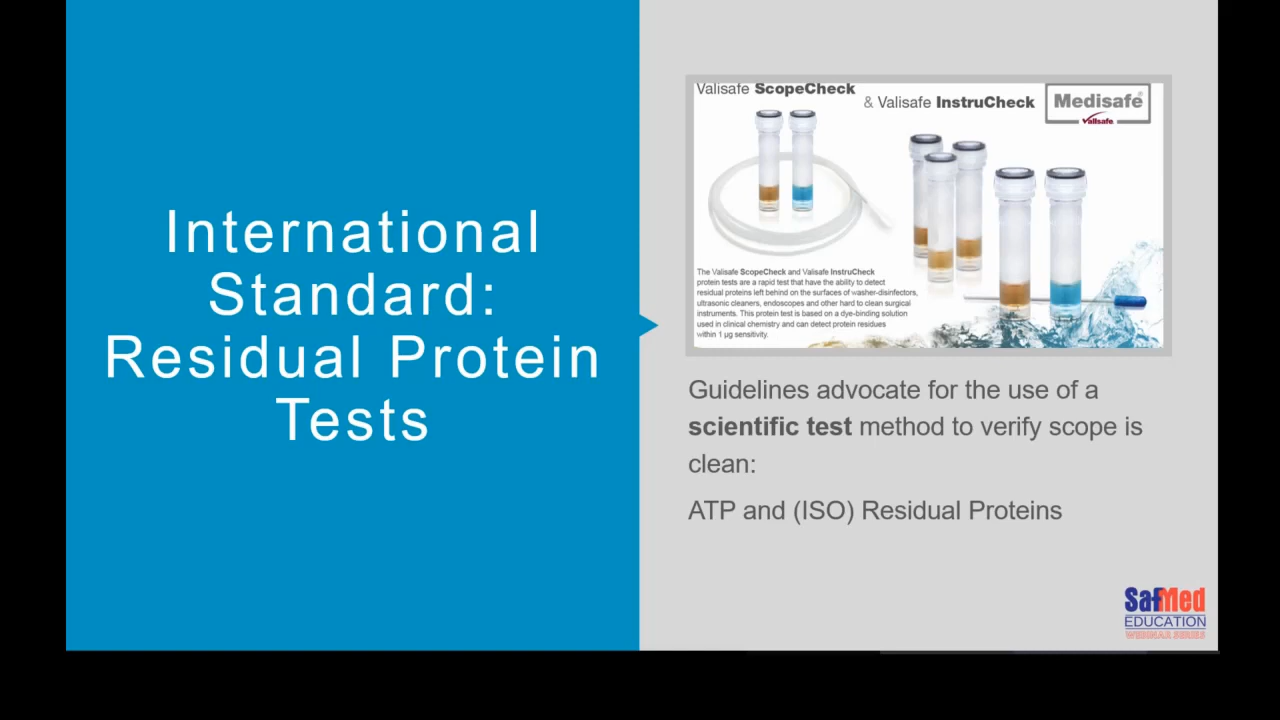 International
Standard:
Residual Protein
Tests
Valisafe ScopeCheck
& Valisafe InstruCheck
Medisafe®
Valisafe
The Valisafe ScopeCheck and Valisafe InstruCheck
protein tests are a rapid test that have the ability to detect
residual proteins left behind on the surfaces of washer-disinfectors,
ultrasonic cleaners, endoscopes and other hard to clean surgical
instruments. This protein test is based on a dye-binding solution
used in clinical chemistry and can detect protein residues
within 1 µg sensitivity.
Guidelines advocate for the use of a
scientific test method to verify scope is
clean:
ATP and (ISO) Residual Proteins
SafMed
EDUCATION
WEBINAR SERIES